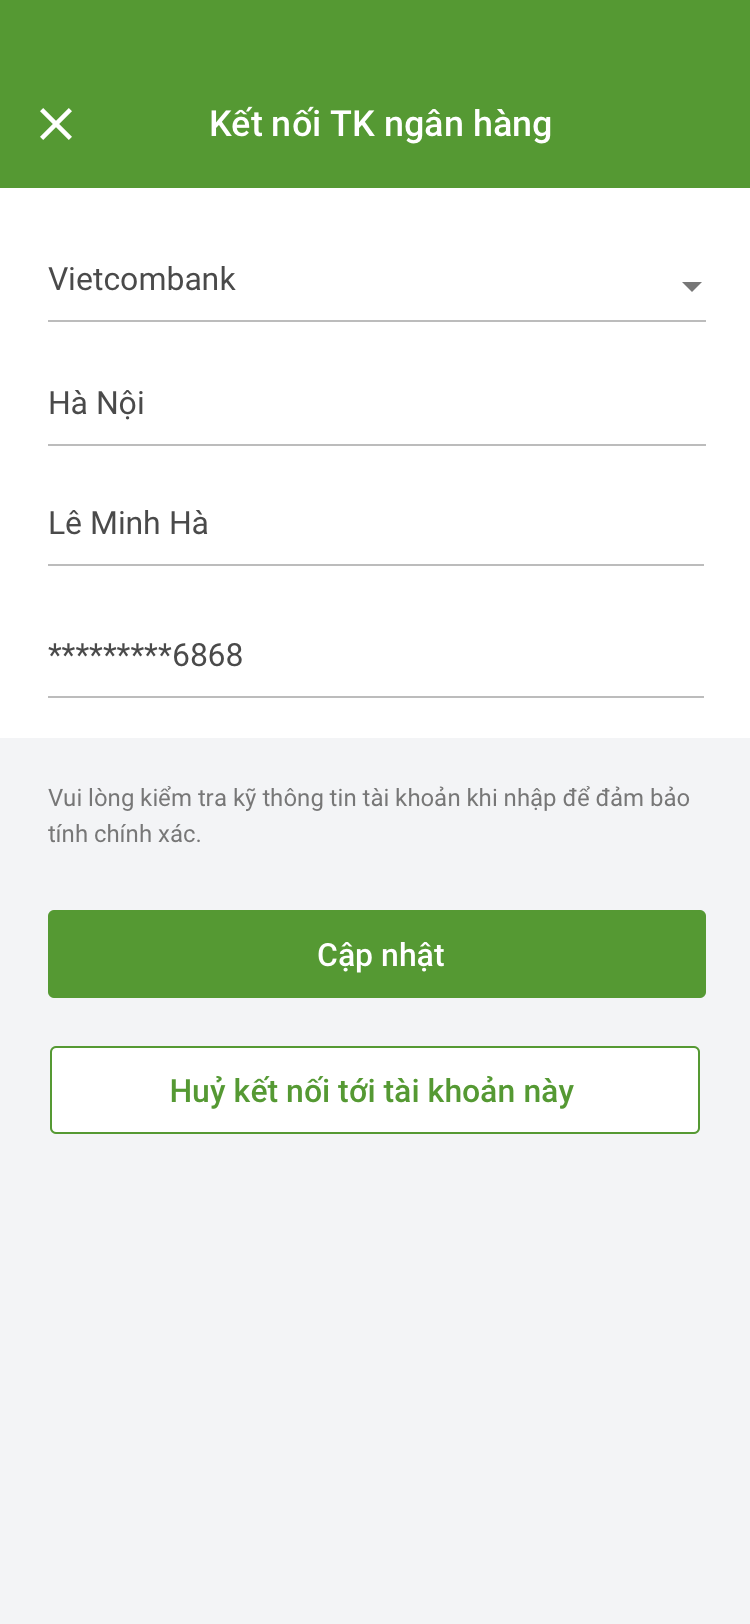 Kết nối TK ngân hàng
Vietcombank
Hà Nội
Lê Minh Hà
*********6868
Vui lòng kiểm tra kỹ thông tin tài khoản khi nhập để đảm bảo
tính chính xác.
Cập nhật
Huỷ kết nối tới tài khoản này